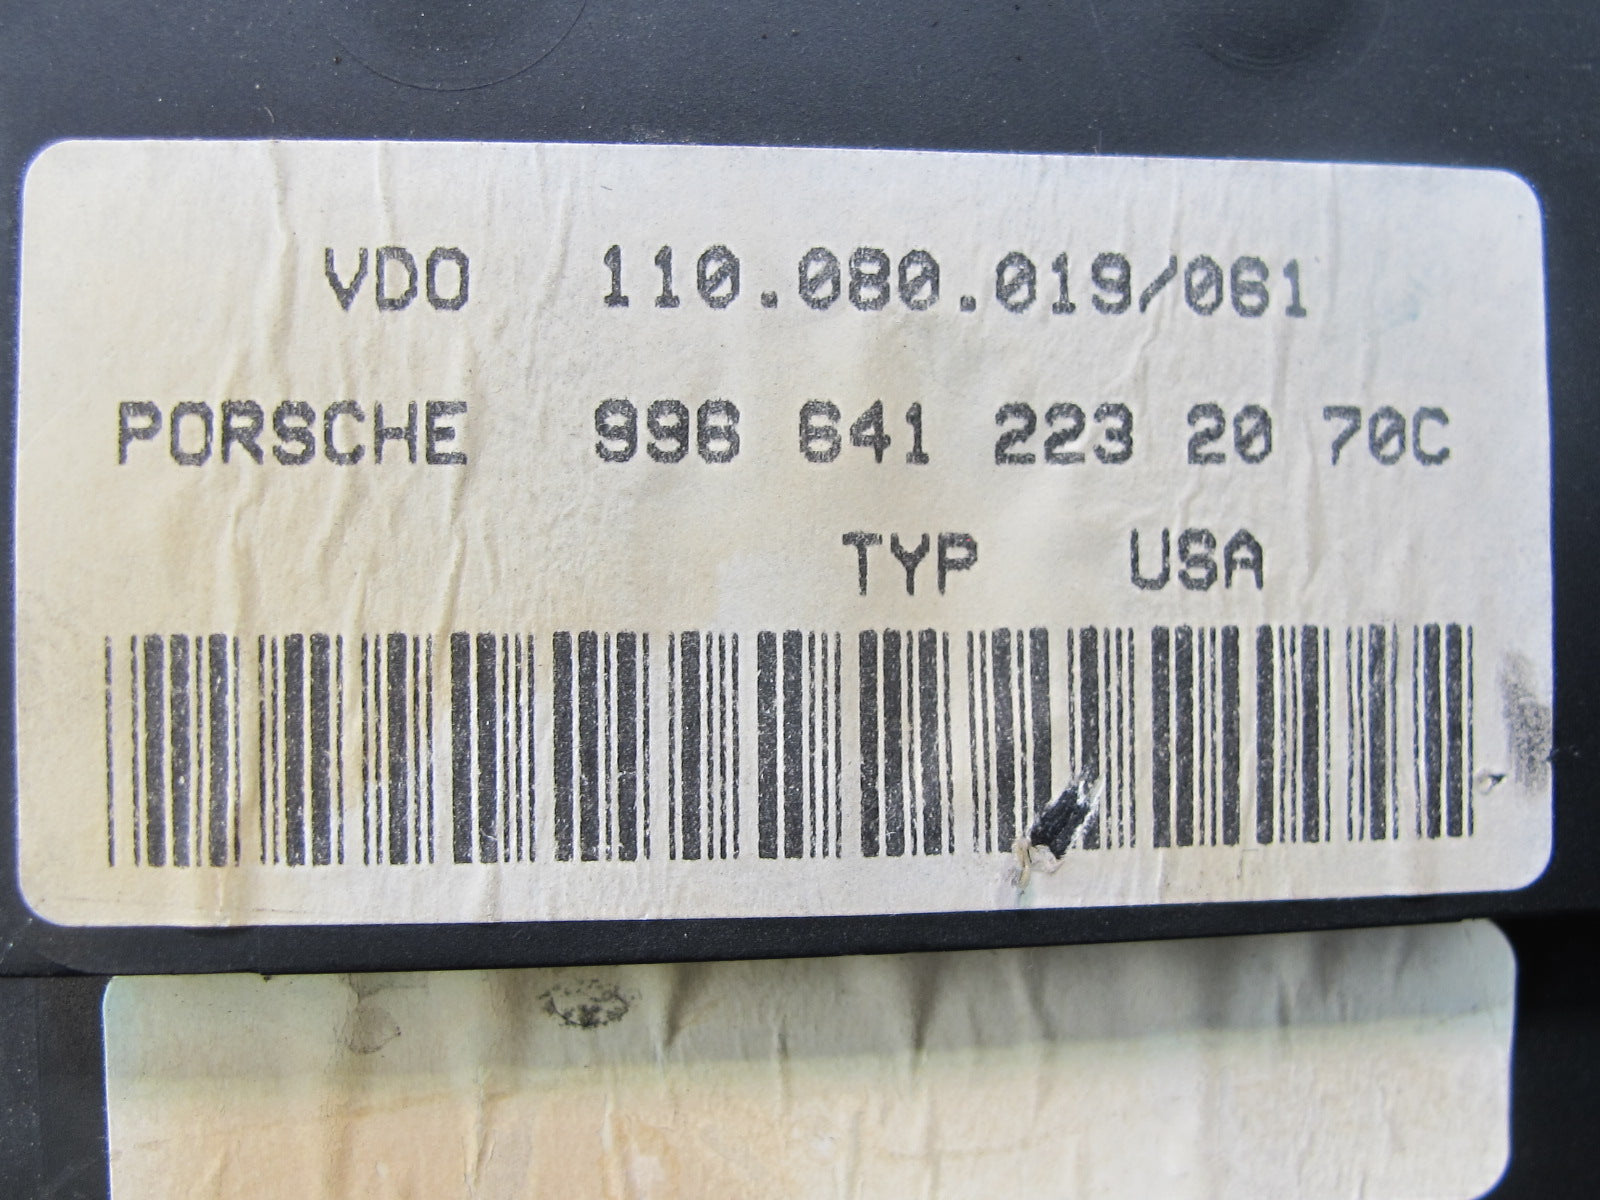 VDO 110.080.019/061
PORSCHE 996 641 223 20 70C
TYP USA